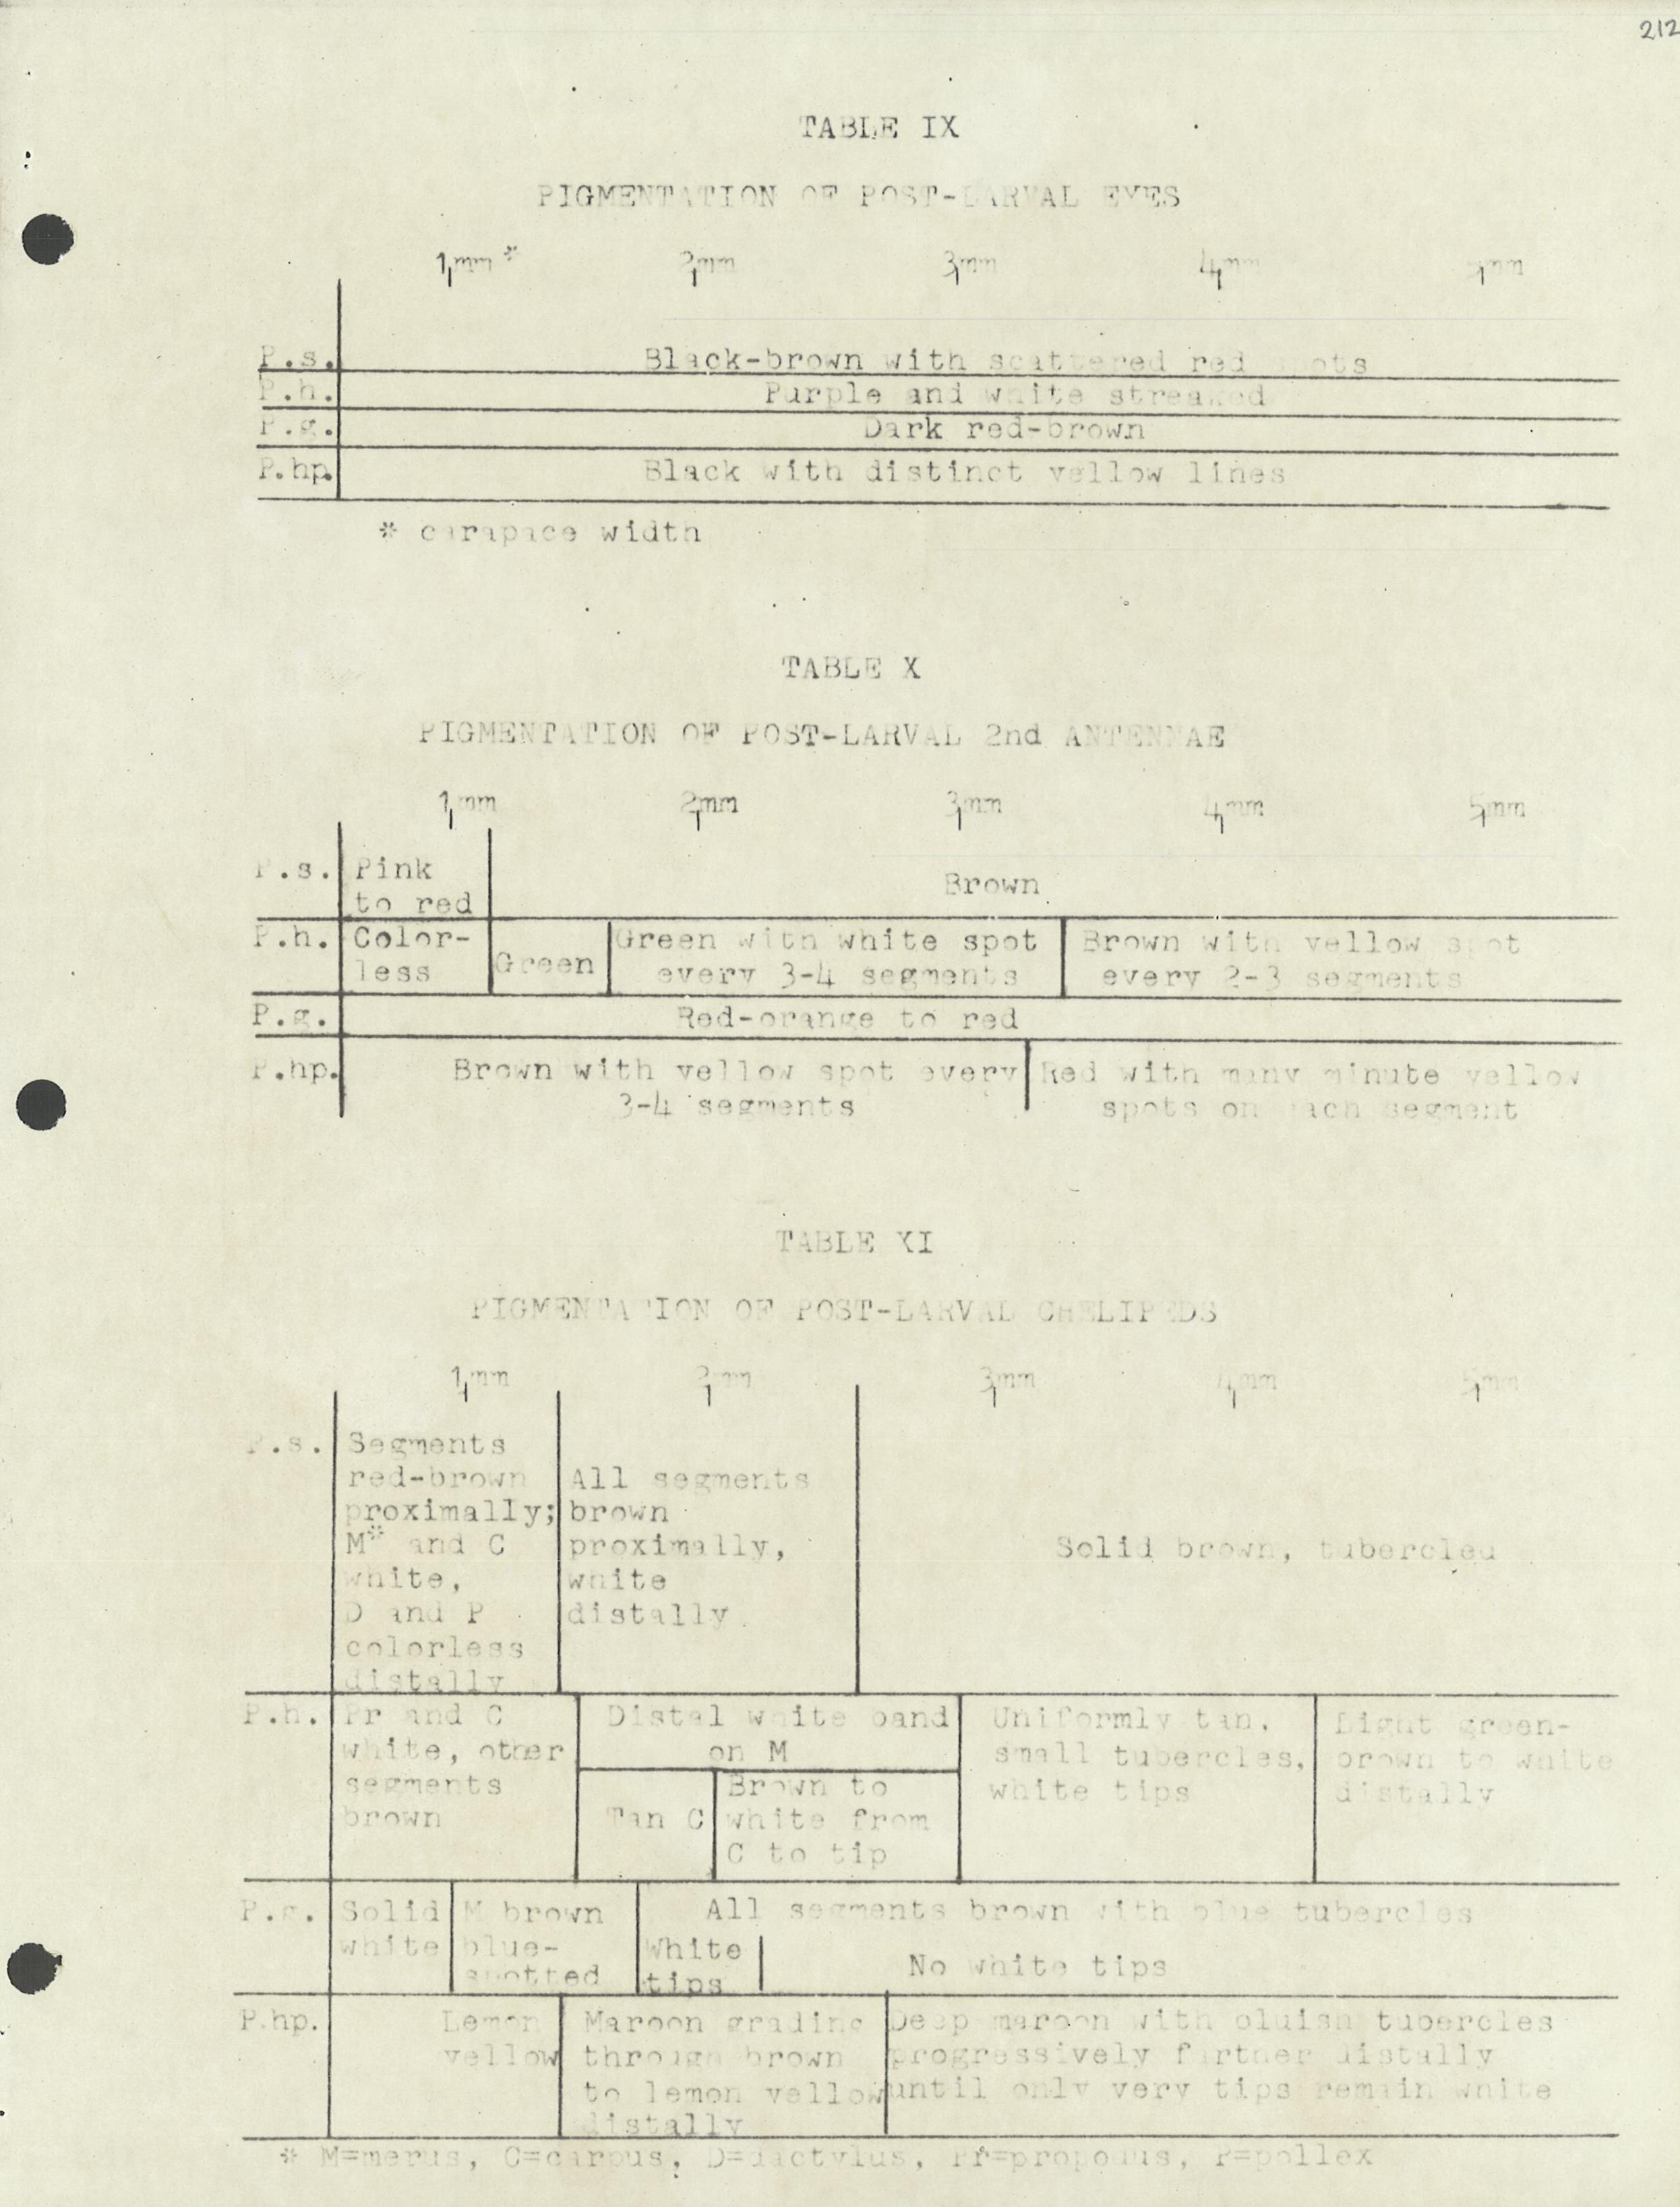 212
TABLE IX
PIGMENTATION OF POST-LARVAL EYES
1mm * 2mm 3mm 4mm 5mm
P.s. Black-brown with scattered red spots
P.h. Purple and white streaked
P.g. Dark red-brown
P.hp. Black with distinct yellow lines
* carapace width
TABLE X
PIGMENTATION OF POST-LARVAL 2nd ANTENNAE
1mm 2mm 3mm 4mm 5mm
P.s. Pink
to red
Brown
P.h. Color-
less
Green
Green with white spot
every 3-4 segments
Brown with yellow spot
every 2-3 segments
P.g. Red-orange to red
P.hp. Brown with yellow spot every
3-4 segments
Red with many minute yellow
spots on each segment
TABLE XI
PIGMENTATION OF POST-LARVAL CHELIPEDS
1mm 2mm 3mm 4mm 5mm
P.s. Segments
red-brown
proximally;
M* and C
white,
D and P
colorless
distally
All segments
brown
proximally,
white
distally.
Solid brown, tubercled
P.h. Pr and C
white, other
segments
brown
Distal white band
on M
Tan C
Brown to
white from
C to tip
Uniformly tan,
small tubercles,
white tips
Light green-
brown to white
distally
P.g. Solid
white
M brown
blue-
spotted
All segments brown with blue tubercles
White
tips
No white tips
P.hp. Lemon
yellow
Maroon grading
through brown
to lemon yellow
distally
Deep maroon with bluish tubercles
progressively farther distally
until only very tips remain white
* M=merus, C=carpus, D=dactylus, Pr=propodus, P=pollex